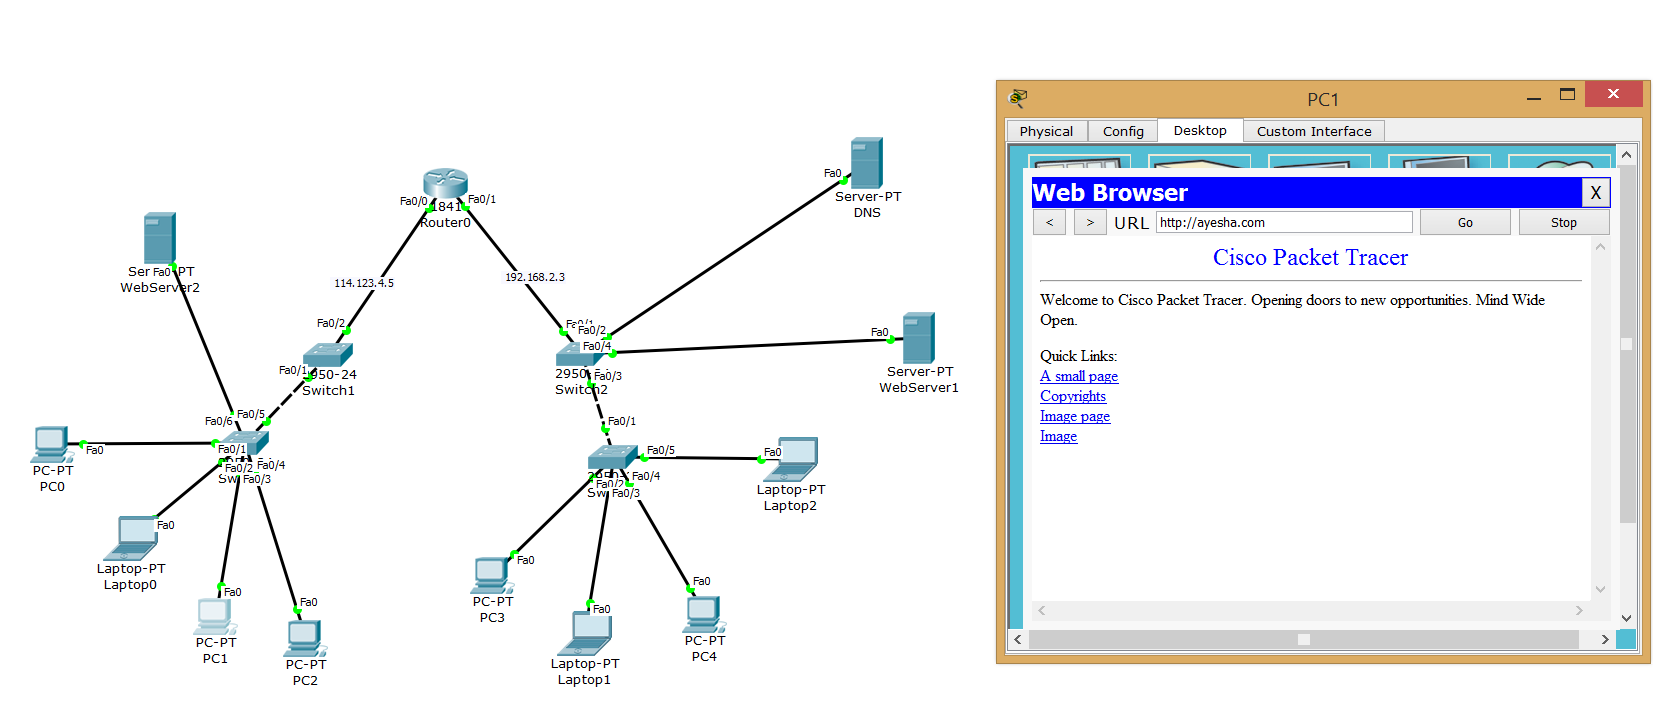 Fa0/0
Fa0/1
1841
Router0
114.123.4.5
192.168.2.3
Fa0
Server-PT
DNS
Fa0
PT
WebServer2
Fa0/2
Fa0/1
2950-24
Switch1
Fa0/2
Fa0/4
Fa0/3
Switch2
Fa0
Server-PT
WebServer1
Fa0/5
Fa0/6
Fa0/1
Fa0/2
Fa0/4
Fa0/3
Fa0
PC-PT
PC0
Fa0
Laptop-PT
Laptop0
Fa0
PC-PT
PC1
Fa0
PC-PT
PC2
Fa0/1
Fa0/5
Fa0/4
Fa0/2
Fa0/3
Fa0
Laptop-PT
Laptop2
Fa0
PC-PT
PC3
Fa0
Laptop-PT
Laptop1
Fa0
PC-PT
PC4
PC1
Physical Config Desktop Custom Interface
Web Browser X
< > URL http://ayesha.com Go Stop
Cisco Packet Tracer
Welcome to Cisco Packet Tracer. Opening doors to new opportunities. Mind Wide
Open.
Quick Links:
A small page
Copyrights
Image page
Image